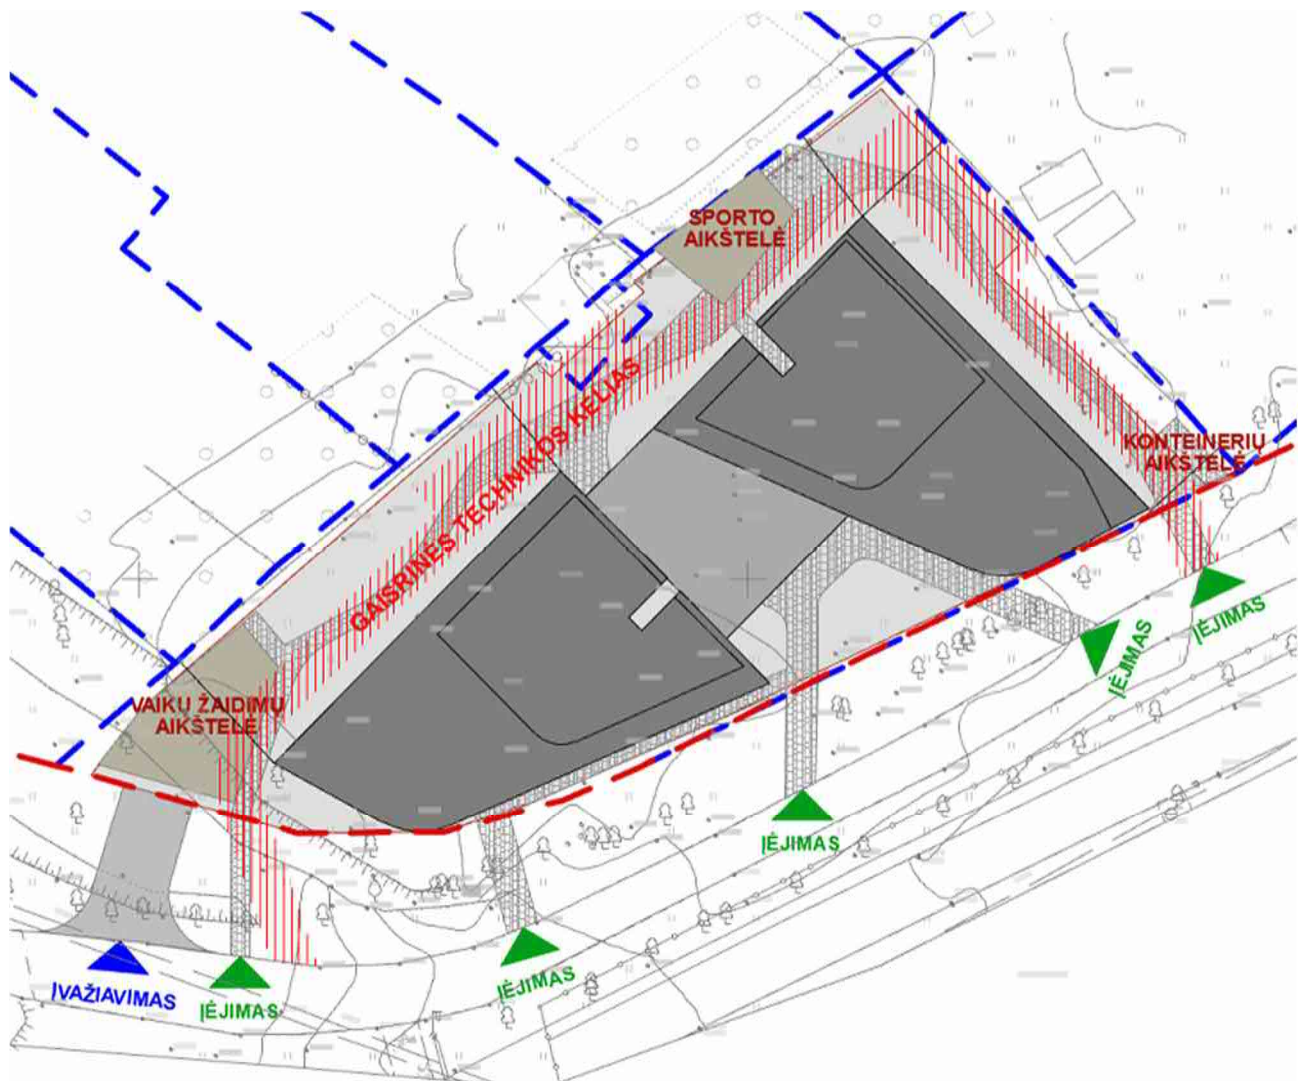 SPORTO
AIKŠTELĖ
GAISRINĖS TECHNIKOS KELIAS
KONTEINERIŲ
AIKŠTELĖ
ĮĖJIMAS
ĮĖJIMAS
VAIKŲ ŽAIDIMŲ
AIKŠTELĖ
ĮĖJIMAS
ĮĖJIMAS
ĮVAŽIAVIMAS
ĮĖJIMAS